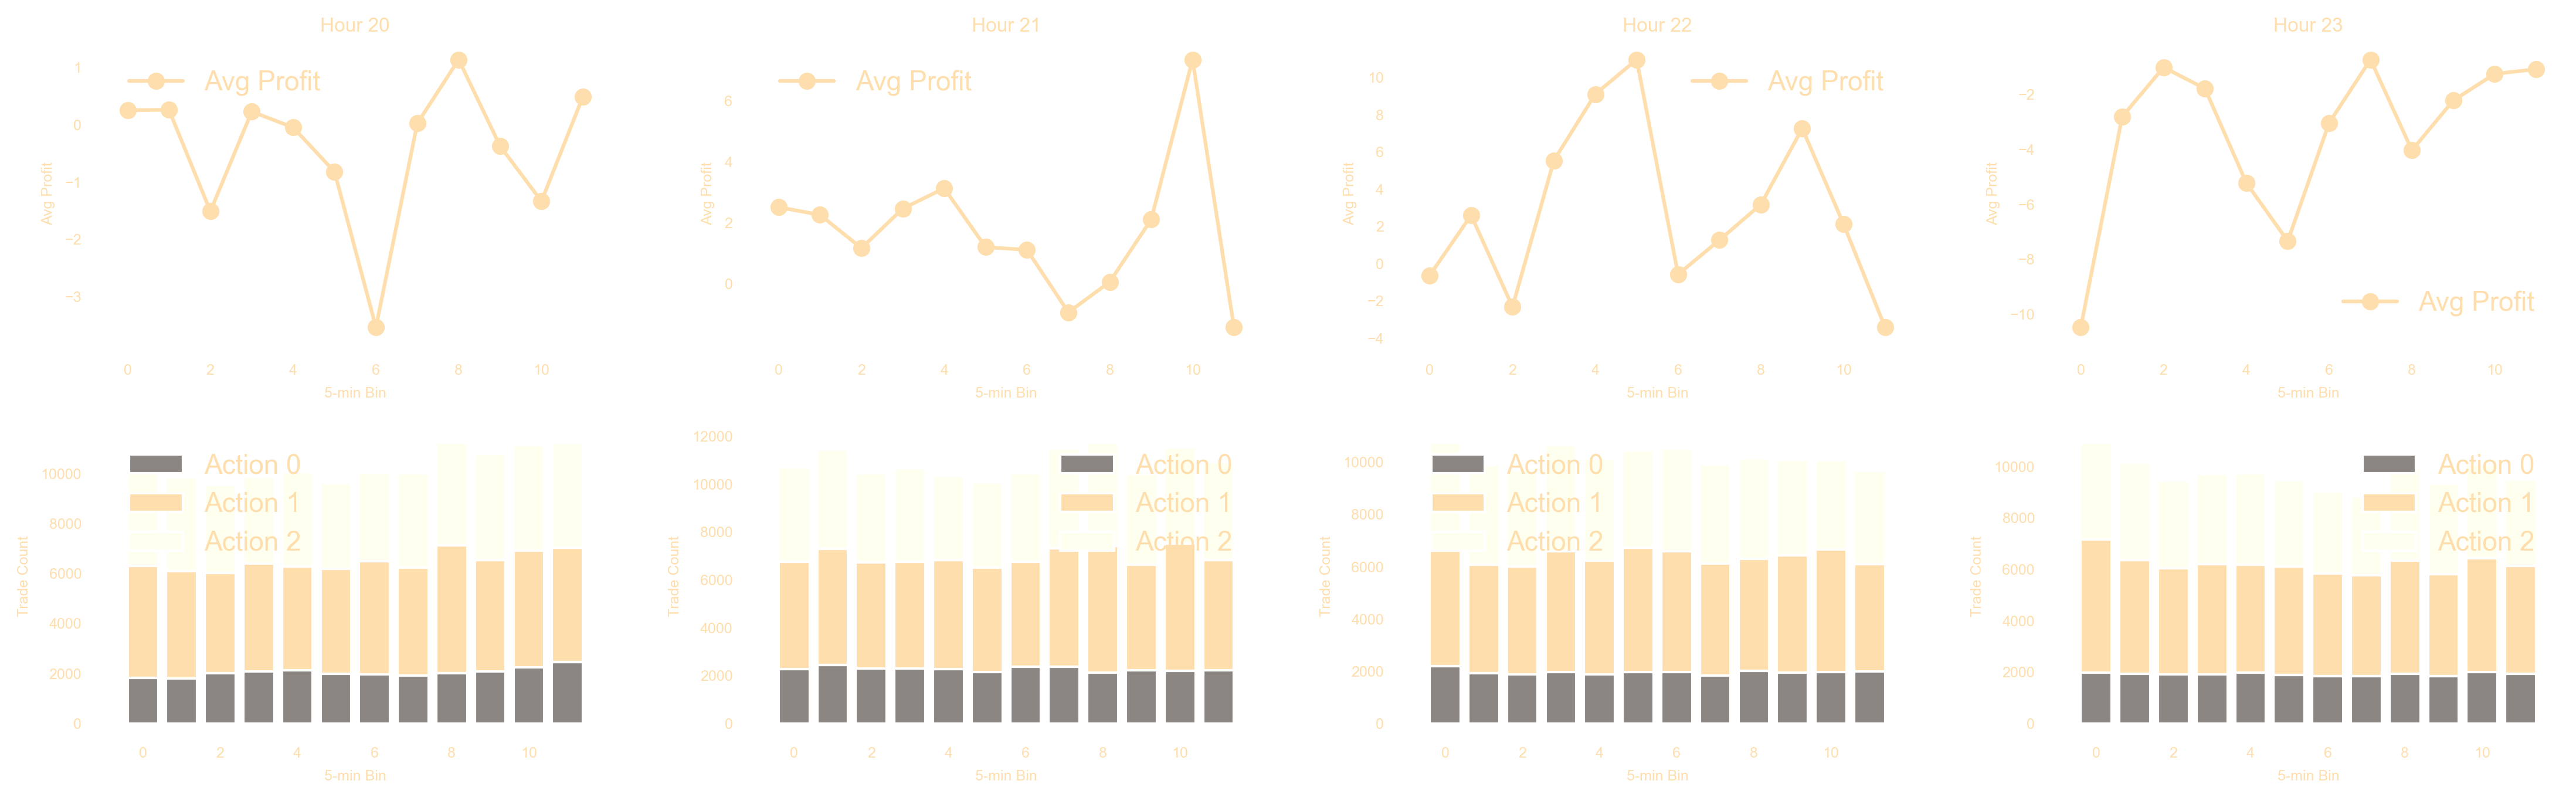 Hour 20
Avg Profit
1
0
−1
−2
−3
Avg Profit
0 2 4 6 8 10
5-min Bin
Hour 21
Avg Profit
6
4
2
0
Avg Profit
0 2 4 6 8 10
5-min Bin
Hour 22
Avg Profit
10
8
6
4
2
0
−2
−4
Avg Profit
0 2 4 6 8 10
5-min Bin
Hour 23
Avg Profit
−2
−4
−6
−8
−10
Avg Profit
0 2 4 6 8 10
5-min Bin
Action 0
Action 1
Action 2
10000
8000
6000
4000
2000
0
Trade Count
0 2 4 6 8 10
5-min Bin
Action 0
Action 1
Action 2
12000
10000
8000
6000
4000
2000
0
Trade Count
0 2 4 6 8 10
5-min Bin
Action 0
Action 1
Action 2
10000
8000
6000
4000
2000
0
Trade Count
0 2 4 6 8 10
5-min Bin
Action 0
Action 1
Action 2
10000
8000
6000
4000
2000
0
Trade Count
0 2 4 6 8 10
5-min Bin